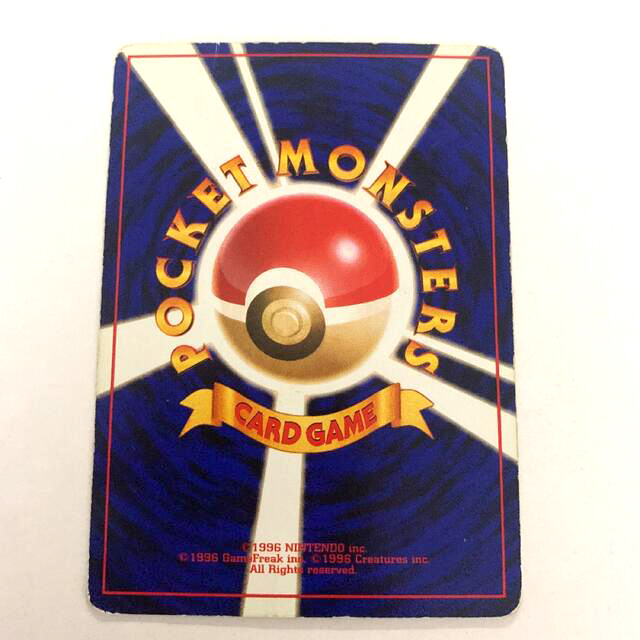 POCKET MONSTERS
CARD GAME
©1996 NINTENDO inc.
©1996 GameFreak inc. ©1996 Creatures inc.
All Rights reserved.